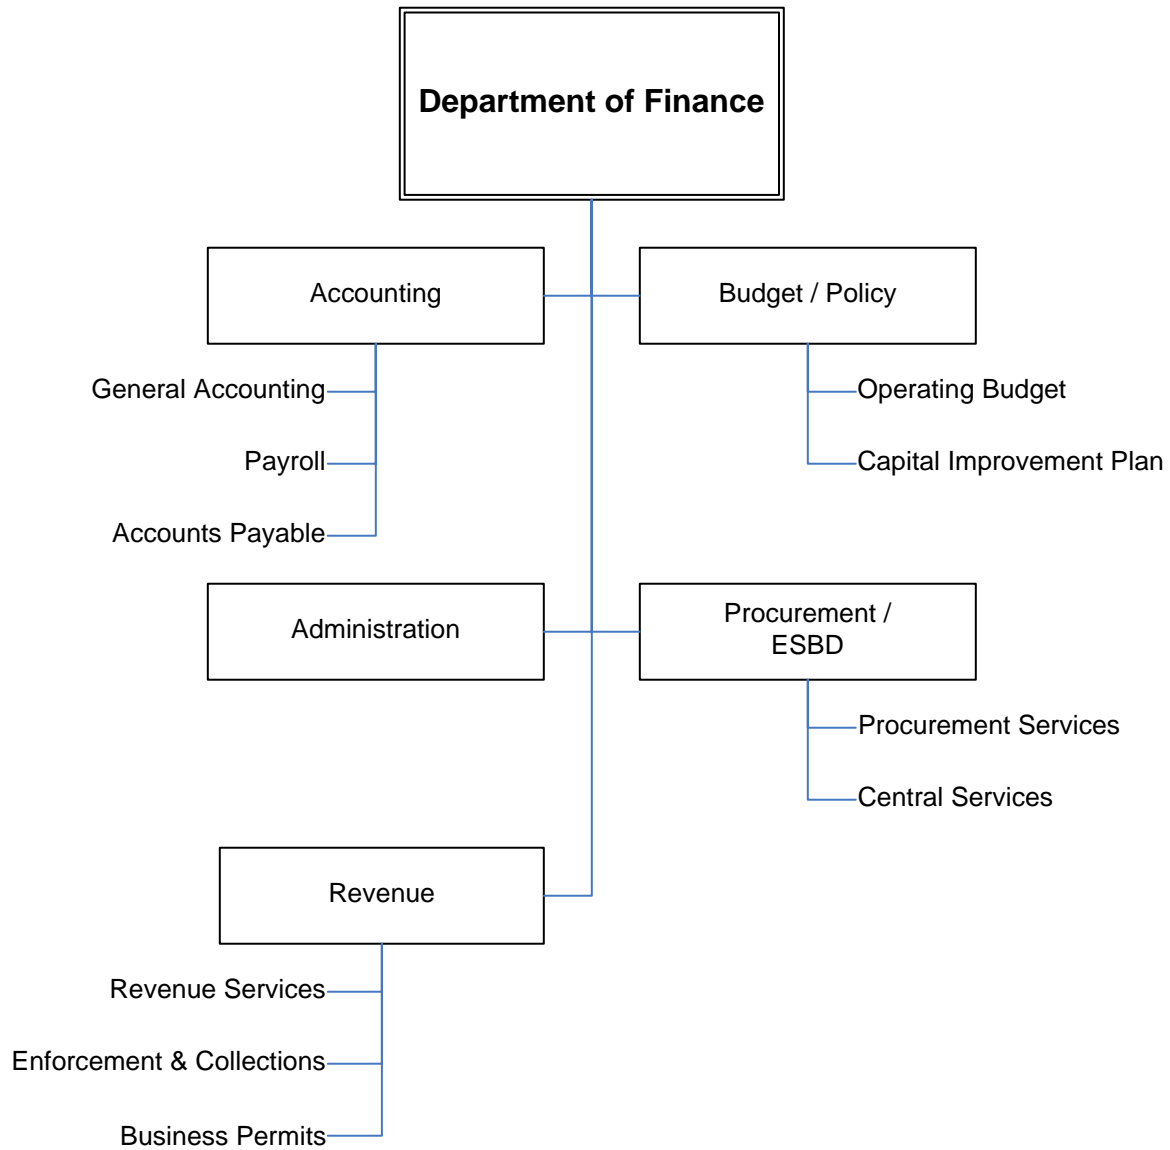 Department of Finance
Accounting
Budget / Policy
General Accounting
Operating Budget
Payroll
Capital Improvement Plan
Accounts Payable
Administration
Procurement /
ESBD
Procurement Services
Central Services
Revenue
Revenue Services
Enforcement & Collections
Business Permits